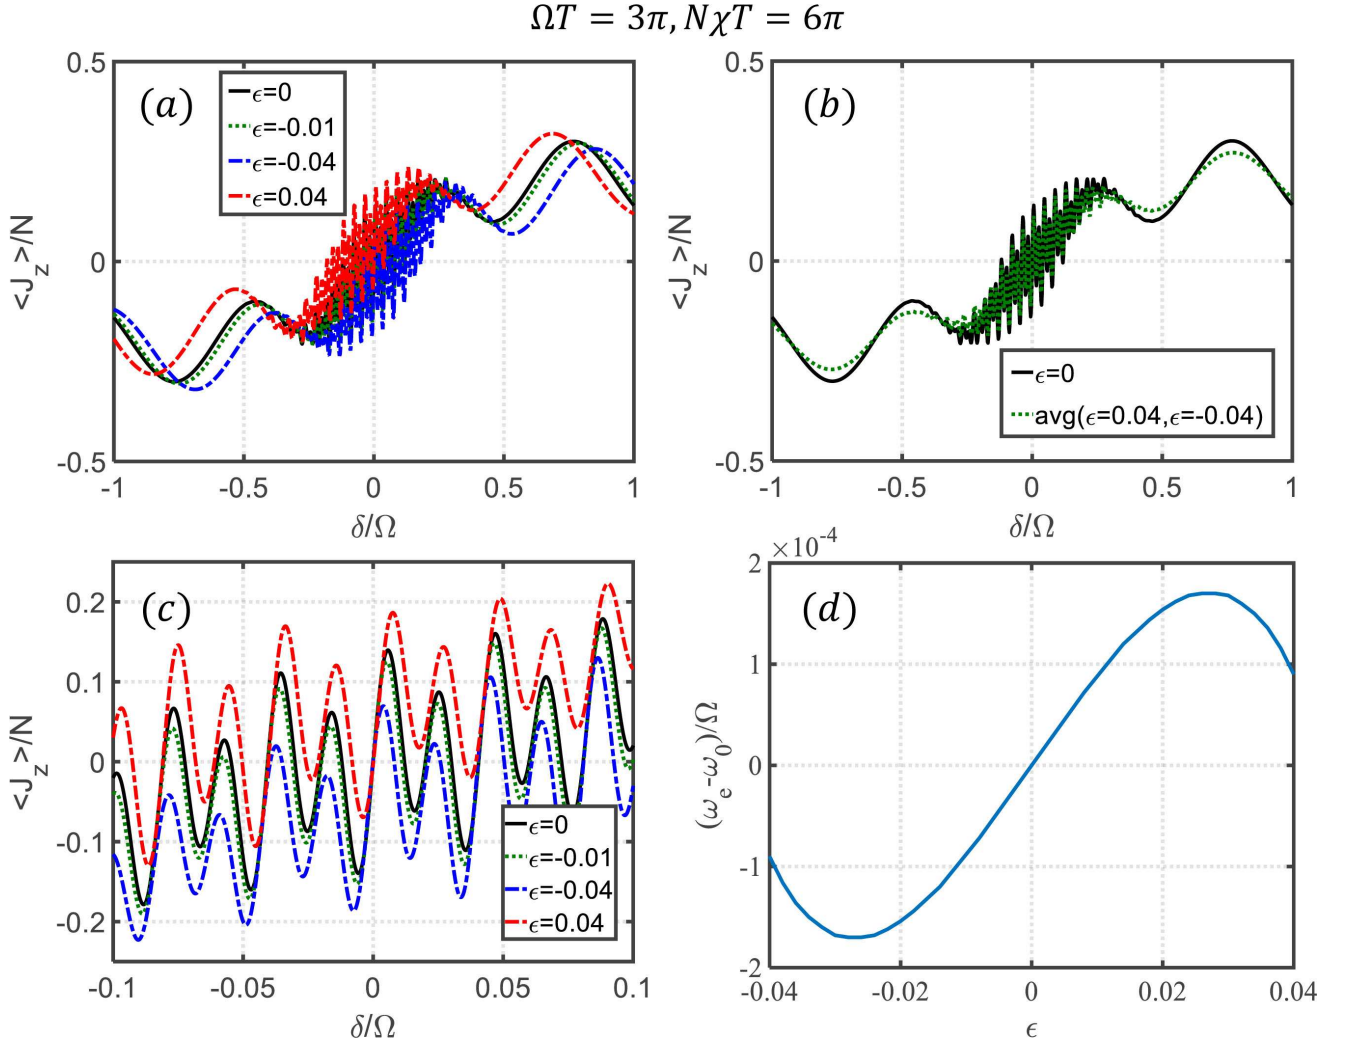 ΩT = 3π, NχT = 6π
(a)
ϵ=0
ϵ=-0.01
ϵ=-0.04
ϵ=0.04
0.5
0
-0.5
-1
-0.5
0
0.5
1
<J_z>/N
δ/Ω
(b)
ϵ=0
avg(ϵ=0.04,ϵ=-0.04)
0.5
0
-0.5
-1
-0.5
0
0.5
1
<J_z>/N
δ/Ω
(c)
ϵ=0
ϵ=-0.01
ϵ=-0.04
ϵ=0.04
0.2
0.1
0
-0.1
-0.2
-0.1
-0.05
0
0.05
0.1
<J_z>/N
δ/Ω
×10⁻⁴
(d)
2
1
0
-1
-2
-0.04
-0.02
0
0.02
0.04
(ω_e-ω_0)/Ω
ϵ